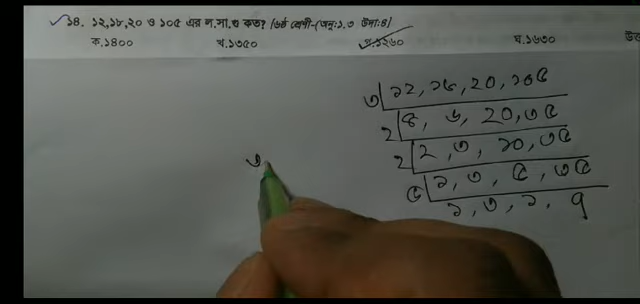 ১৪. ১২,১৮,২০ ও ১০৫ এর ল.সা.গু কত? [৬ষ্ঠ শ্রেণী-(অনু:১.৩ উদা:৪)
ক.১৪০০ খ.১৩৫০ গ.১২৬০ ঘ.১৬৩০
৩ ১২, ১৮, ২০, ১০৫
২ ৪, ৬, ২০, ৩৫
২ ২, ৩, ১০, ৩৫
৫ ১, ৩, ৫, ৩৫
১, ৩, ১, ৭
৩